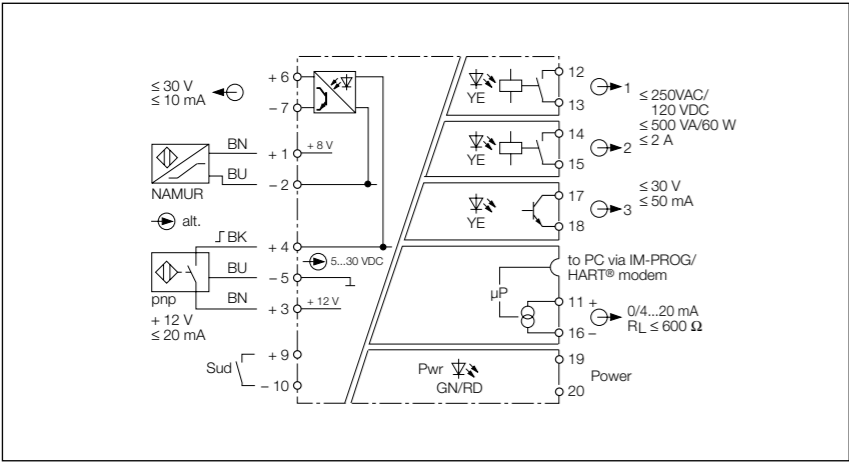 ≤ 30 V
≤ 10 mA
+ 6
– 7
BN
+ 1
+ 8 V
BU
– 2
NAMUR
alt.
BK
+ 4
5...30 VDC
BU
– 5
pnp
BN
+ 3
+ 12 V
+ 12 V
≤ 20 mA
Sud
+ 9
– 10
YE
12
13
1
≤ 250VAC/
120 VDC
≤ 500 VA/60 W
≤ 2 A
YE
14
15
2
YE
17
18
3
≤ 30 V
≤ 50 mA
to PC via IM-PROG/
HART® modem
µP
11 +
16 –
0/4...20 mA
RL ≤ 600 Ω
Pwr
GN/RD
19
20
Power